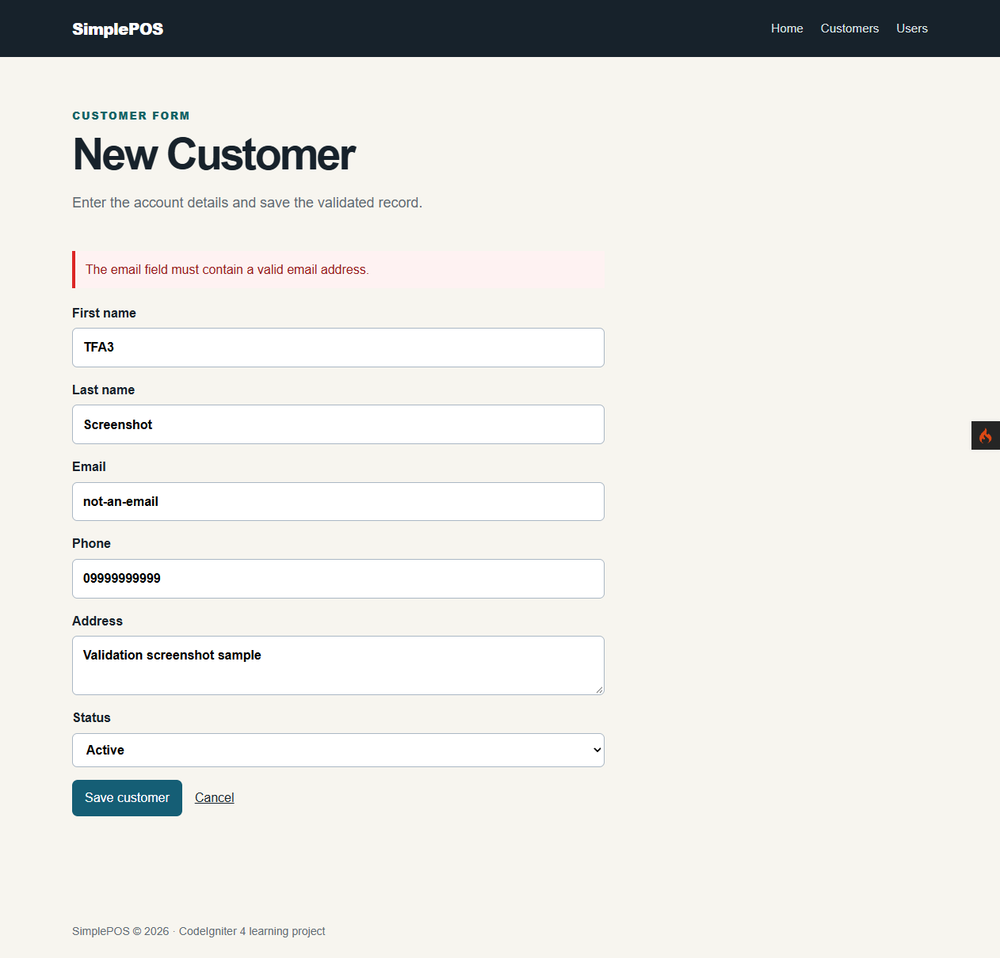 SimplePOS
Home Customers Users
CUSTOMER FORM
New Customer
Enter the account details and save the validated record.
The email field must contain a valid email address.
First name
TFA3
Last name
Screenshot
Email
not-an-email
Phone
09999999999
Address
Validation screenshot sample
Status
Active
Save customer Cancel
SimplePOS © 2026 · CodeIgniter 4 learning project